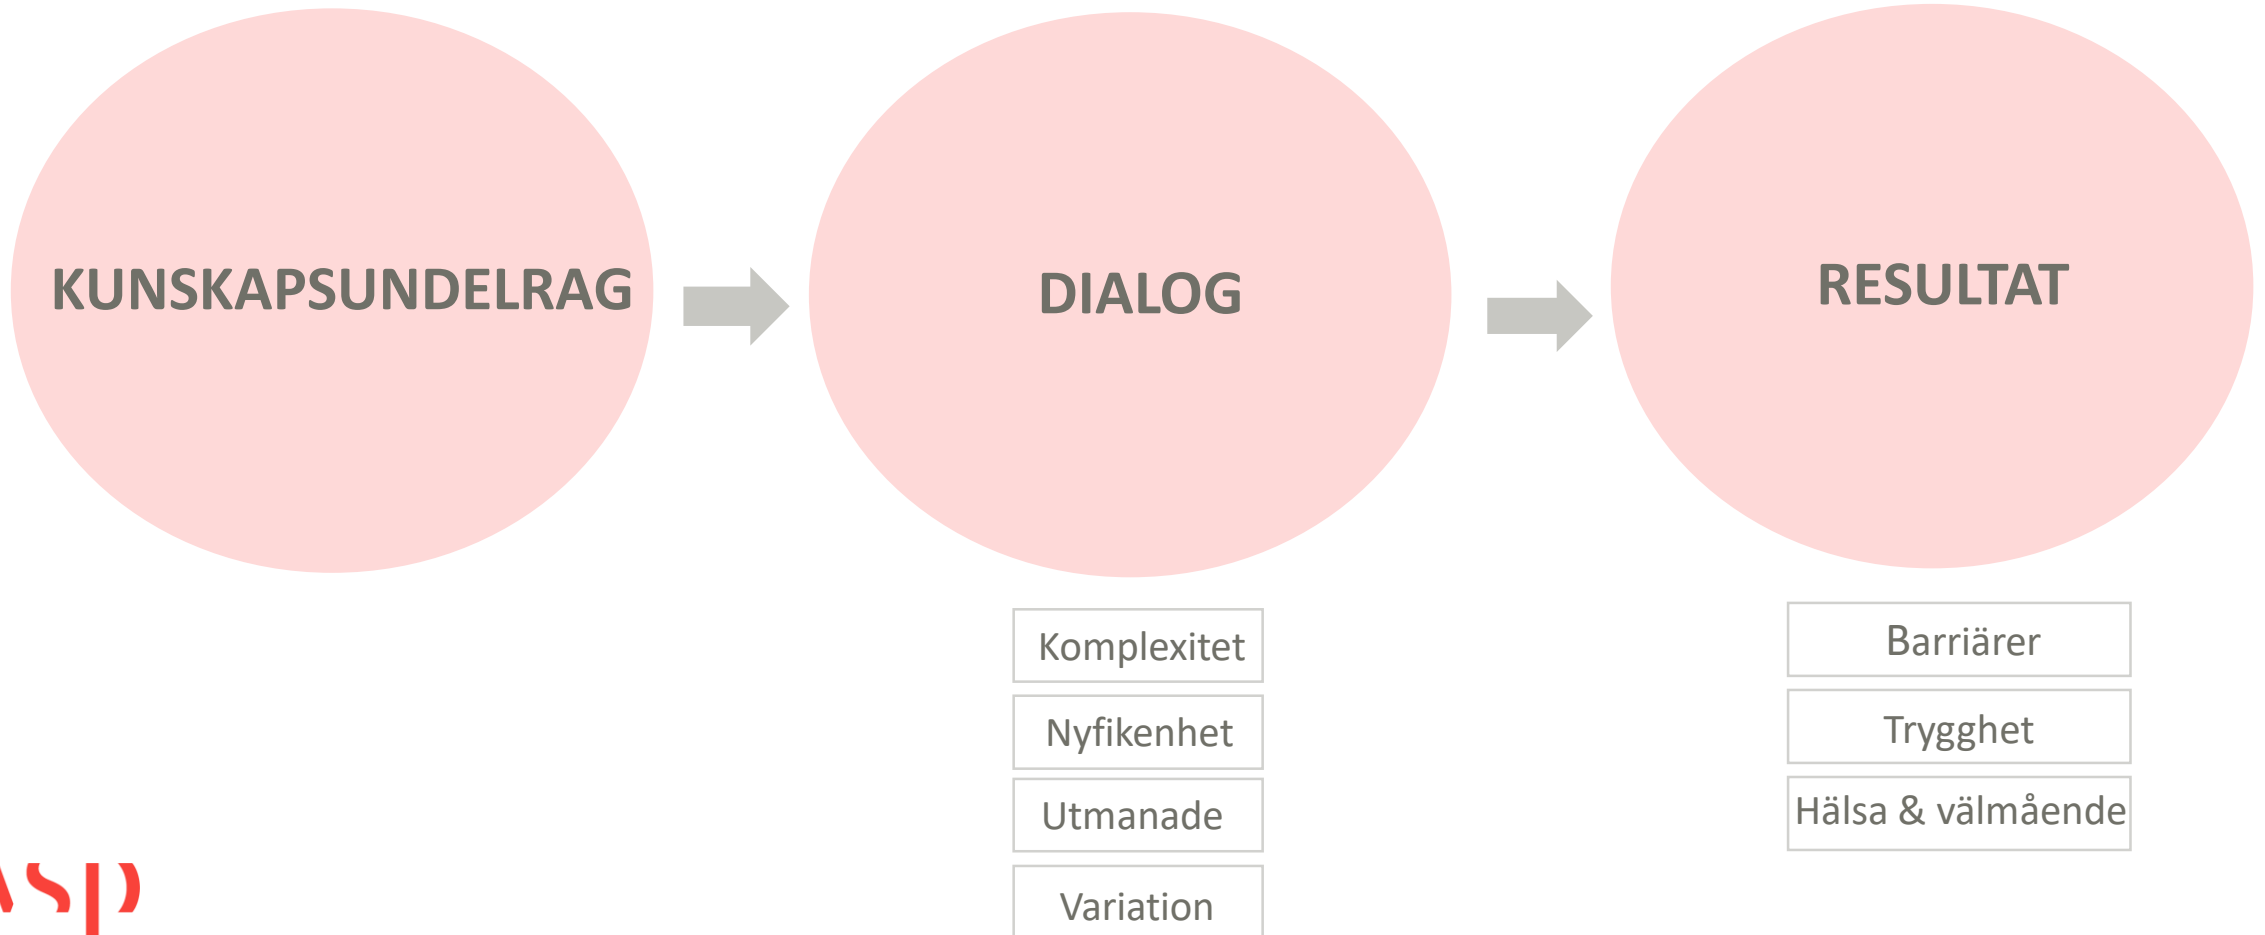 KUNSKAPSUNDELRAG
DIALOG
RESULTAT
Komplexitet
Nyfikenhet
Utmanade
Variation
Barriärer
Trygghet
Hälsa & välmående